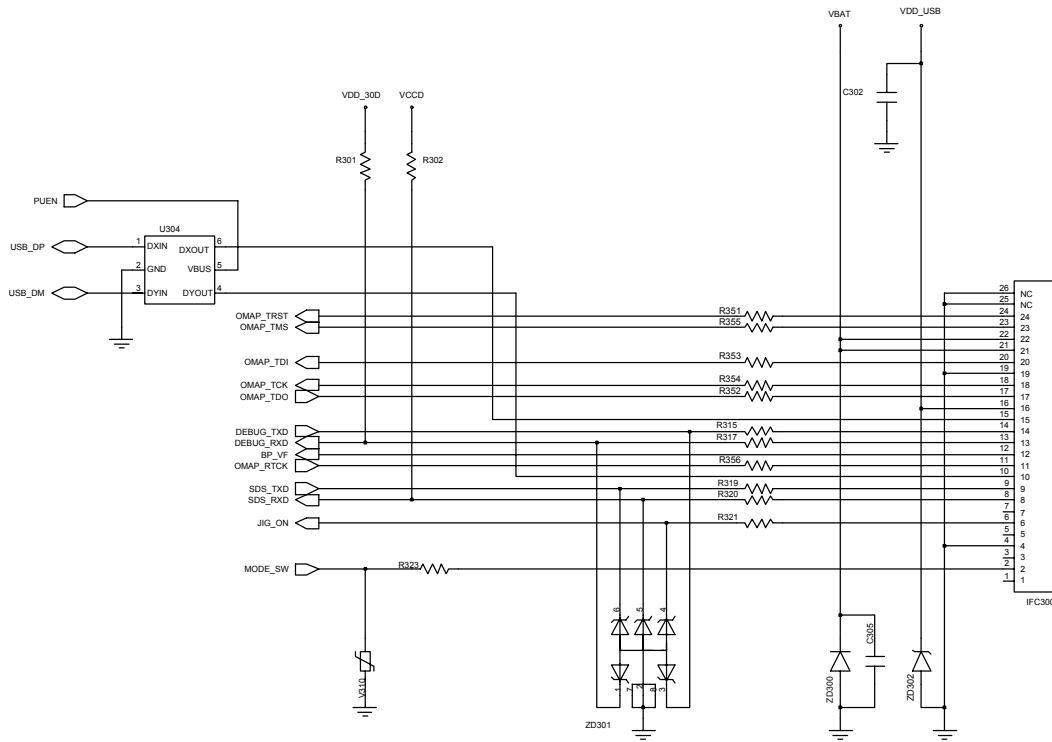 VBAT
VDD_USB
C302
VDD_30D
VCCD
R301
R302
PUEN
U304
USB_DP
1
DXIN
DXOUT
6
2
GND
VBUS
5
USB_DM
3
DYIN
DYOUT
4
26
NC
25
NC
OMAP_TRST
R351
24
24
OMAP_TMS
R355
23
23
22
22
21
21
OMAP_TDI
R353
20
20
19
19
OMAP_TCK
R354
18
18
OMAP_TDO
R352
17
17
16
16
15
15
DEBUG_TXD
R315
14
14
DEBUG_RXD
R317
13
13
BP_VF
12
12
OMAP_RTCK
R356
11
11
10
10
SDS_TXD
R319
9
9
SDS_RXD
R320
8
8
7
7
JIG_ON
R321
6
6
5
5
4
4
3
3
MODE_SW
R323
2
2
1
1
IFC300
6
5
4
C305
V310
1
7
2
8
3
ZD300
ZD302
ZD301